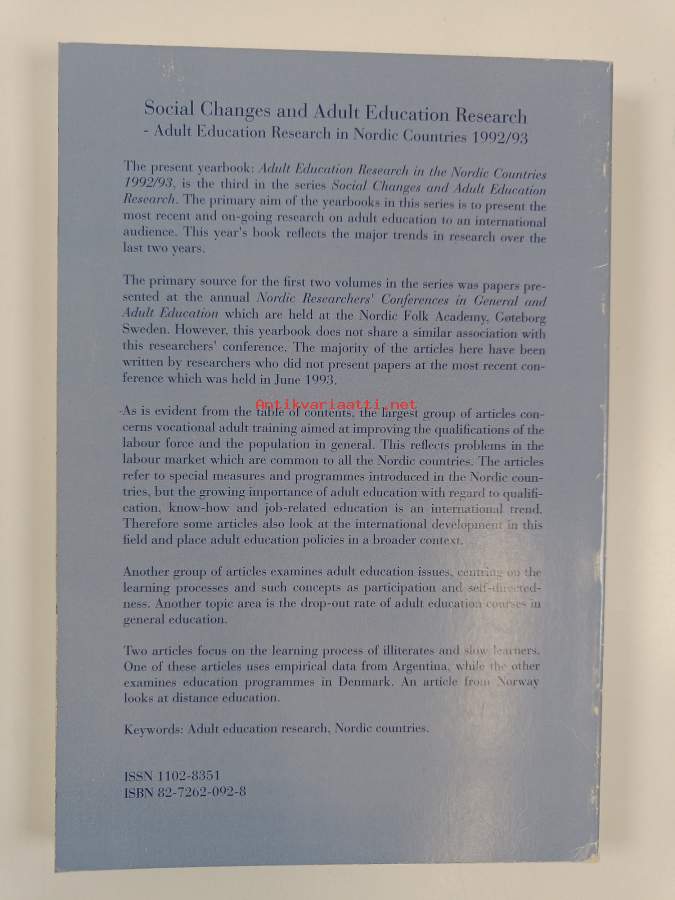 Social Changes and Adult Education Research
- Adult Education Research in Nordic Countries 1992/93
The present yearbook: Adult Education Research in the Nordic Countries
1992/93, is the third in the series Social Changes and Adult Education
Research. The primary aim of the yearbooks in this series is to present the
most recent and on-going research on adult education to an international
audience. This year's book reflects the major trends in research over the
last two years.
The primary source for the first two volumes in the series was papers pre-
sented at the annual Nordic Researchers' Conferences in General and
Adult Education which are held at the Nordic Folk Academy, Gøteborg
Sweden. However, this yearbook does not share a similar association with
this researchers' conference. The majority of the articles here have been
written by researchers who did not present papers at the most recent con-
ference which was held in June 1993.
Antikvariaatti.net
As is evident from the table of contents, the largest group of articles con-
cerns vocational adult training aimed at improving the qualifications of the
labour force and the population in general. This reflects problems in the
labour market which are common to all the Nordic countries. The articles
refer to special measures and programmes introduced in the Nordic coun-
tries, but the growing importance of adult education with regard to qualifi-
cation, know-how and job-related education is an international trend.
Therefore some articles also look at the international development in this
field and place adult education policies in a broader context.
Another group of articles examines adult education issues, centring on the
learning processes and such concepts as participation and self-directed-
ness. Another topic area is the drop-out rate of adult education courses in
general education.
Two articles focus on the learning process of illiterates and slow learners.
One of these articles uses empirical data from Argentina, while the other
examines education programmes in Denmark. An article from Norway
looks at distance education.
Keywords: Adult education research, Nordic countries.
ISSN 1102-8351
ISBN 82-7262-092-8